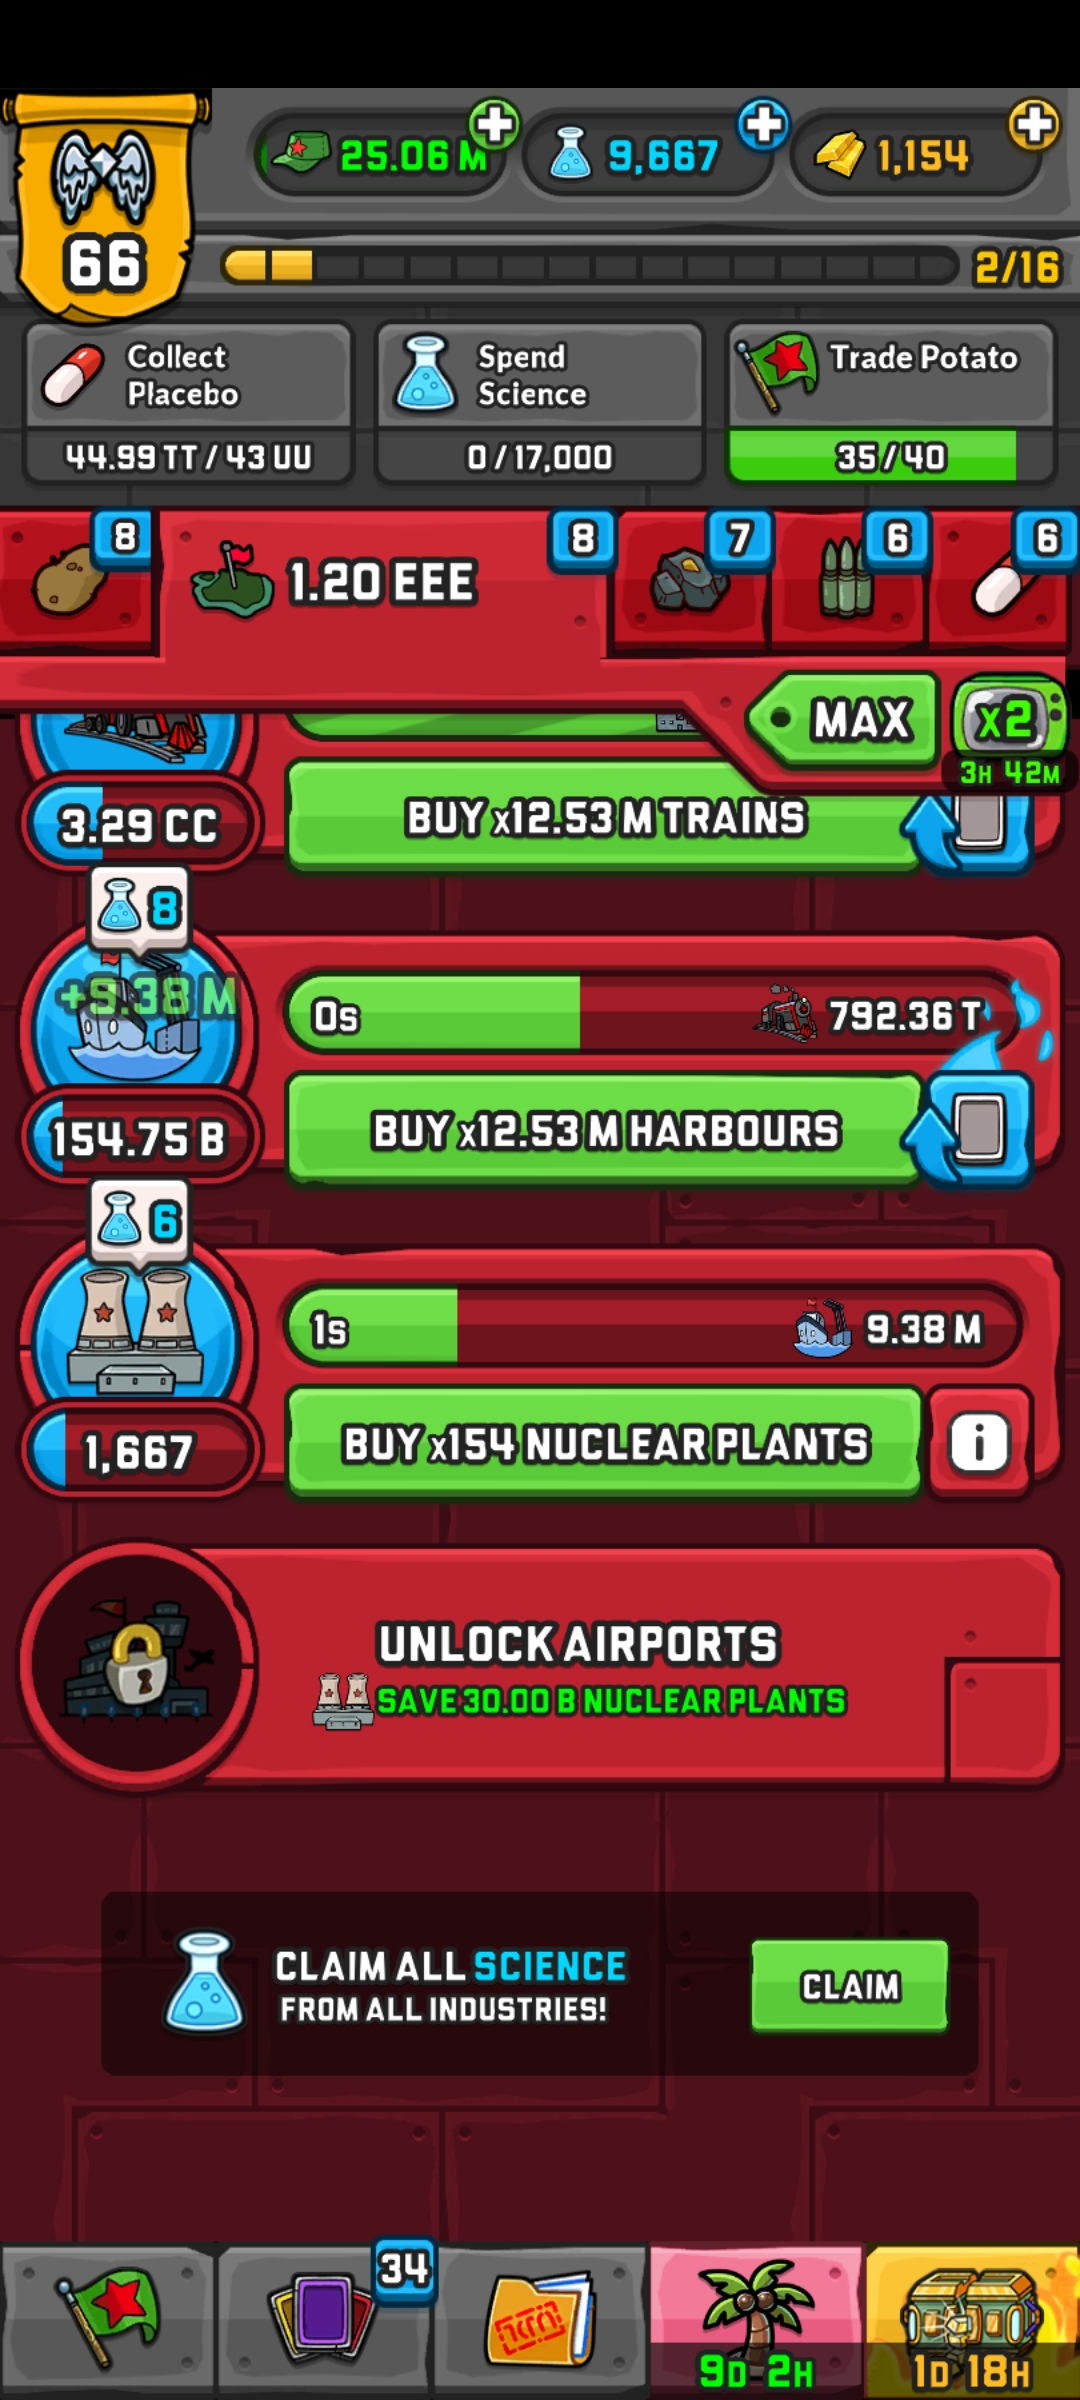 25.06 M
9,667
1,154
66
2/16
Collect
Placebo
44.99 TT / 43 UU
Spend
Science
0 / 17,000
Trade Potato
35 / 40
8
1.20 EEE
8
7
6
6
MAX
x2
3H 42M
3.29 CC
BUY x12.53 M TRAINS
8
+9.38 M
0s
792.36 T
154.75 B
BUY x12.53 M HARBOURS
6
1s
9.38 M
1,667
BUY x154 NUCLEAR PLANTS
i
UNLOCK AIRPORTS
SAVE 30.00 B NUCLEAR PLANTS
CLAIM ALL SCIENCE
FROM ALL INDUSTRIES!
CLAIM
34
9D 2H
1D 18H